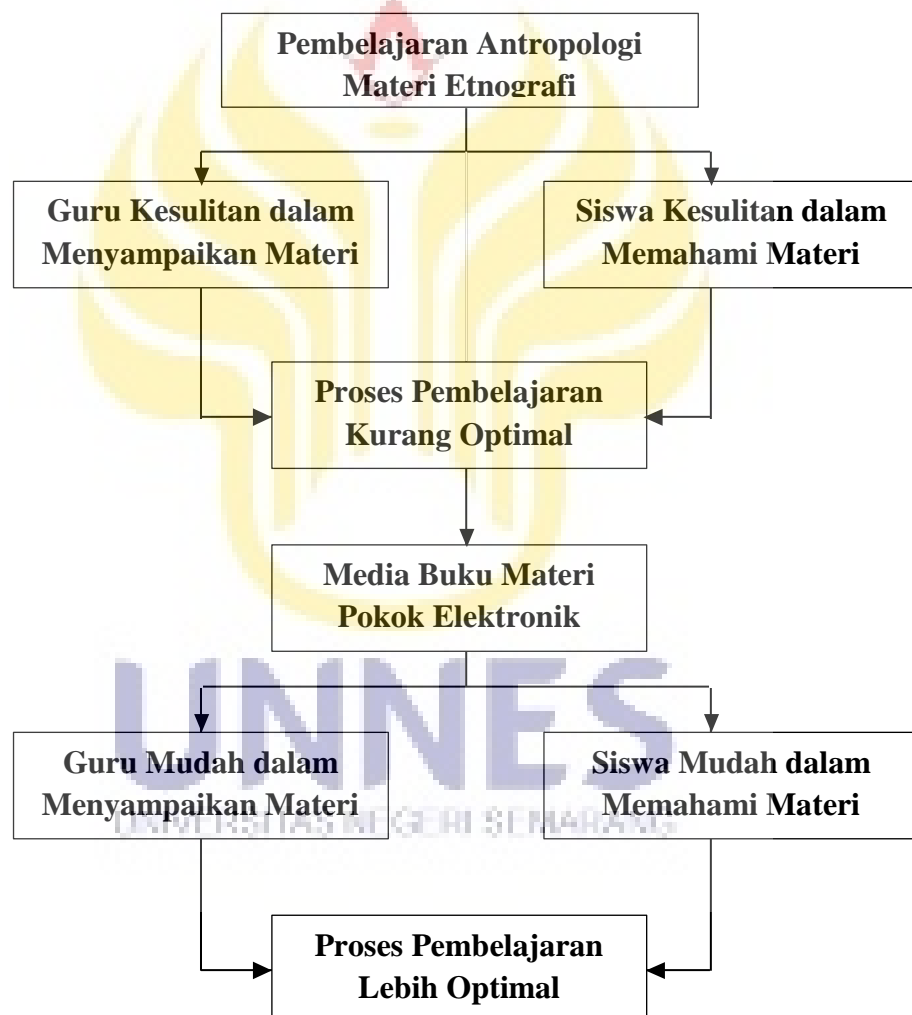 Pembelajaran Antropologi
Materi Etnografi
Guru Kesulitan dalam
Menyampaikan Materi
Siswa Kesulitan dalam
Memahami Materi
Proses Pembelajaran
Kurang Optimal
Media Buku Materi
Pokok Elektronik
UNNES
Guru Mudah dalam
Menyampaikan Materi
Siswa Mudah dalam
Memahami Materi
UNIVERSITAS NEGERI SEMARANG
Proses Pembelajaran
Lebih Optimal